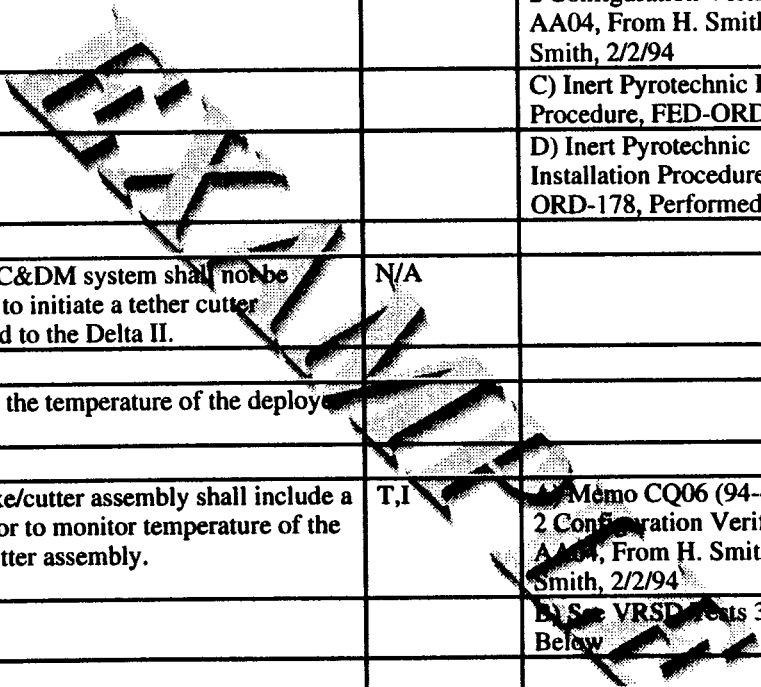 AA04, From H. Smith
Smith, 2/2/94
C) Inert Pyrotechnic
Procedure, FED-ORD
D) Inert Pyrotechnic
Installation Procedure
ORD-178, Performed
C&DM system shall not be
to initiate a tether cutter
d to the Delta II.
N/A
the temperature of the deploye
ke/cutter assembly shall include a
or to monitor temperature of the
tter assembly.
T,I
A) Memo CQ06 (94-
2 Configuration Verif
AA04, From H. Smit
Smith, 2/2/94
B) See VRSD Tests 3
Below